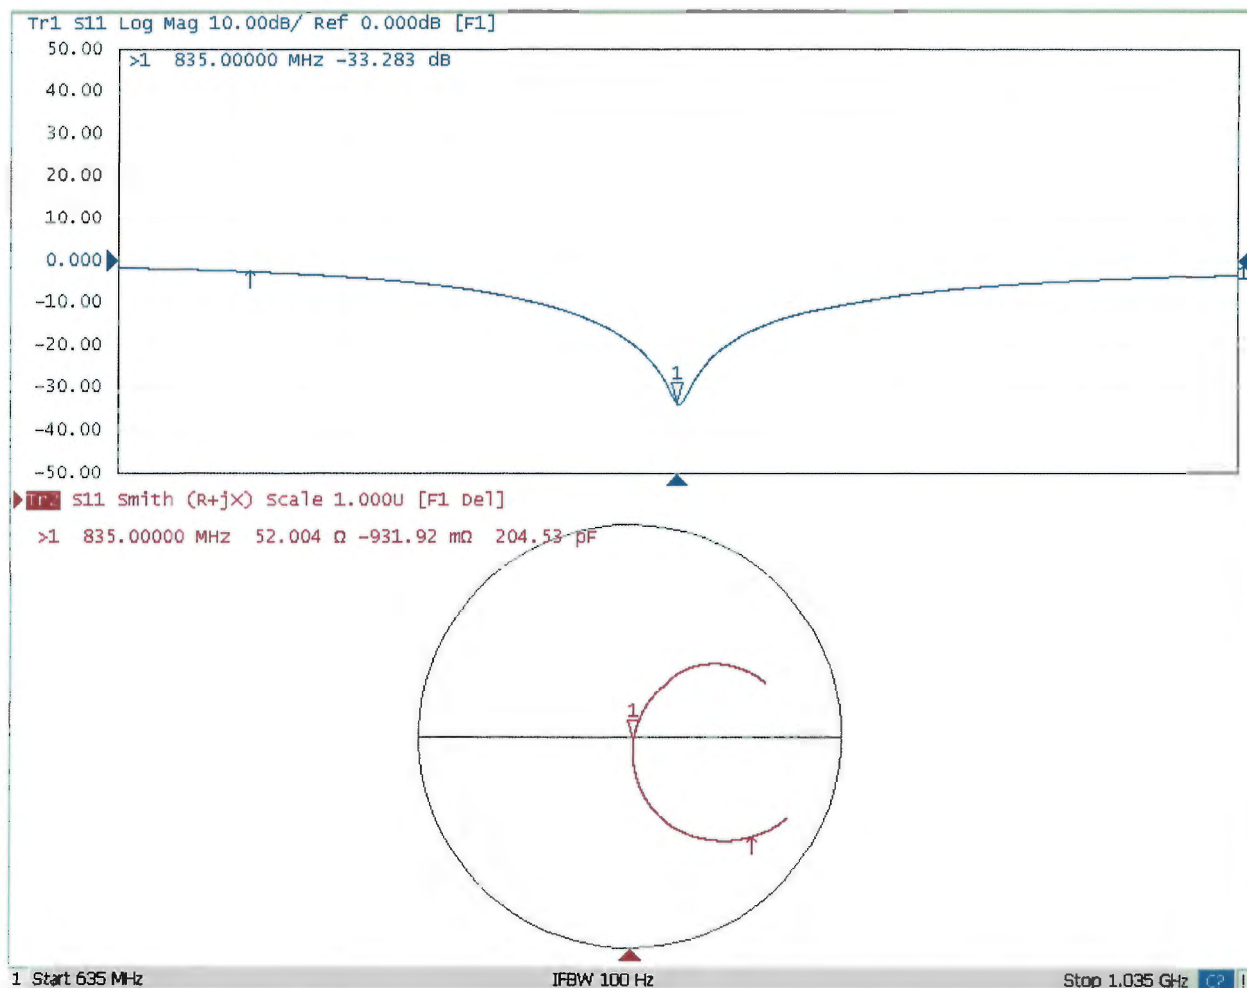 Tr1 S11 Log Mag 10.00dB/ Ref 0.000dB [F1]
50.00
>1 835.00000 MHz -33.283 dB
40.00
30.00
20.00
10.00
0.000
-10.00
-20.00
-30.00
1
-40.00
-50.00
Tr2 S11 Smith (R+jX) Scale 1.000U [F1 Del]
>1 835.00000 MHz 52.004 Ω -931.92 mΩ 204.53 pF
1
1 Start 635 MHz IFBW 100 Hz Stop 1.035 GHz C?